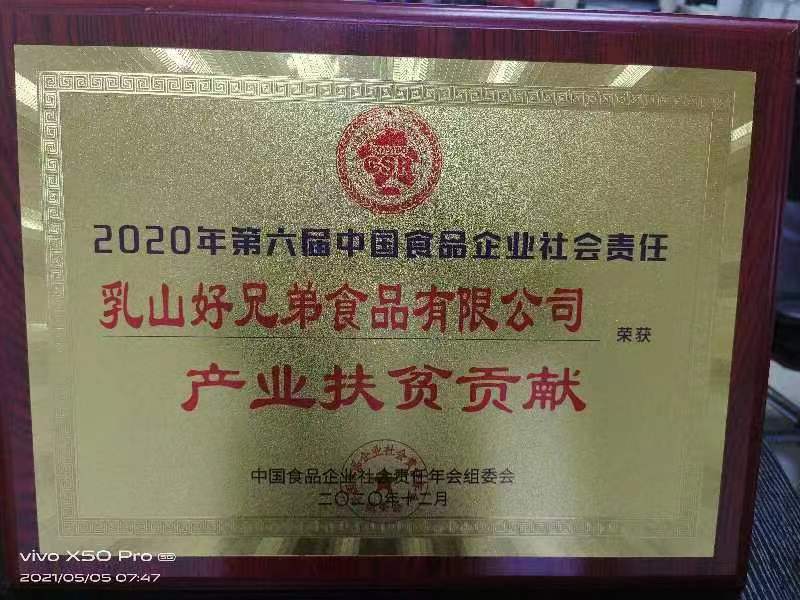 CSR
2020年第六届中国食品企业社会责任
乳山好兄弟食品有限公司
荣获
产业扶贫贡献
中国食品企业社会责任年会组委会
二〇二〇年十二月
vivo X50 Pro 5G
2021/05/05 07:47